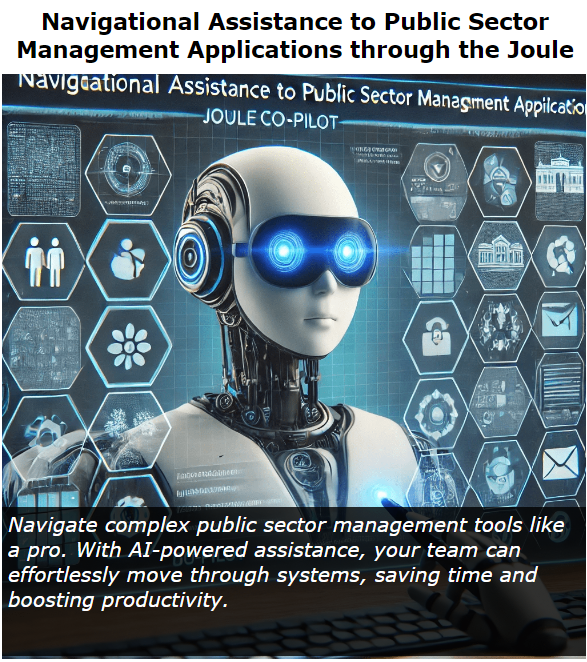 Navigational Assistance to Public Sector
Management Applications through the Joule
Navigational Assistance to Public Sector Managment Applicatio
JOULE CO-PILOT
Navigate complex public sector management tools like
a pro. With AI-powered assistance, your team can
effortlessly move through systems, saving time and
boosting productivity.